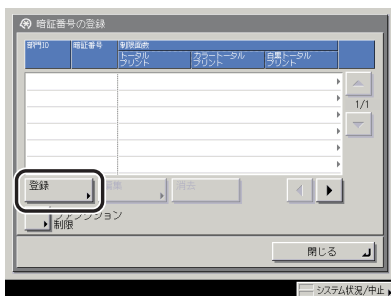 暗証番号の登録
部門ID 暗証番号 制限面数
トータル
プリント
カラートータル
プリント
白黒トータル
プリント
1/1
登録 編集 消去
ファンクション
制限
閉じる
システム状況/中止